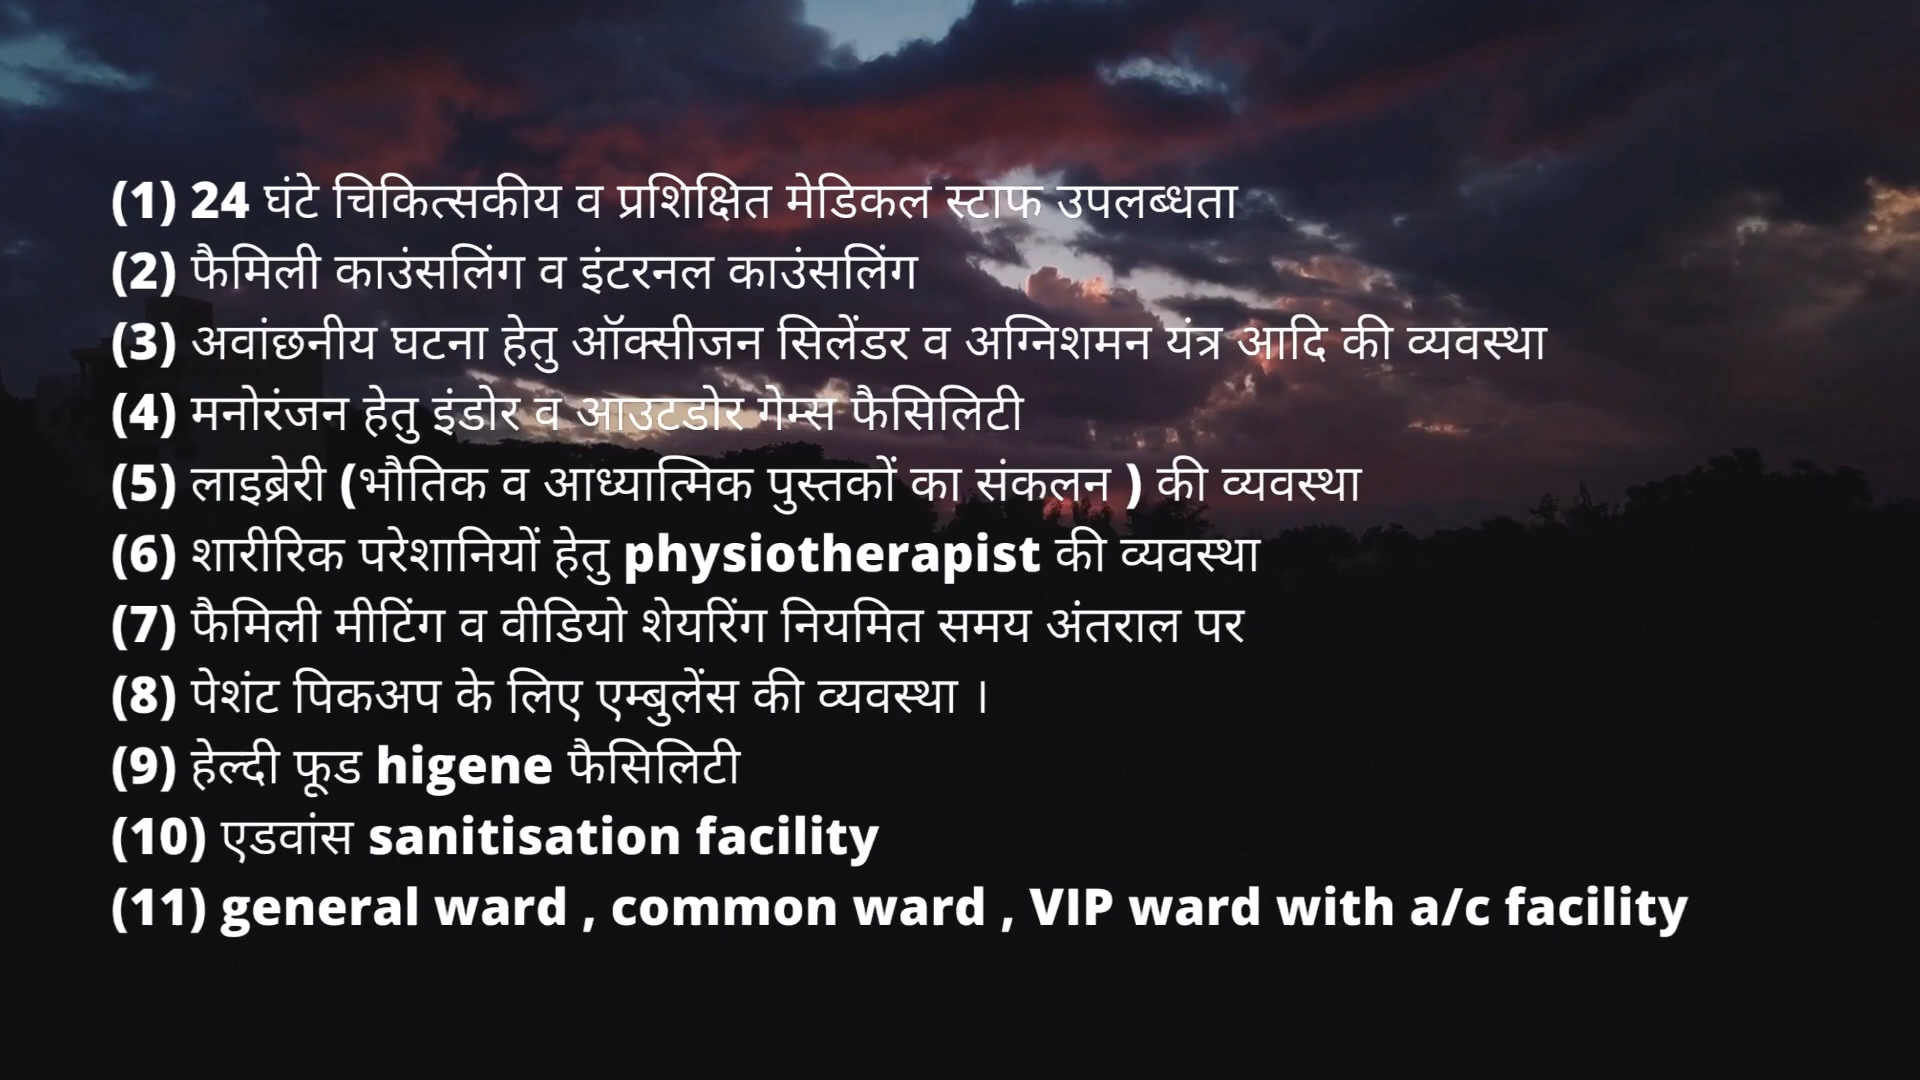 (1) 24 घंटे चिकित्सकीय व प्रशिक्षित मेडिकल स्टाफ उपलब्धता
(2) फैमिली काउंसलिंग व इंटरनल काउंसलिंग
(3) अवांछनीय घटना हेतु ऑक्सीजन सिलेंडर व अग्निशमन यंत्र आदि की व्यवस्था
(4) मनोरंजन हेतु इंडोर व आउटडोर गेम्स फैसिलिटी
(5) लाइब्रेरी (भौतिक व आध्यात्मिक पुस्तकों का संकलन ) की व्यवस्था
(6) शारीरिक परेशानियों हेतु physiotherapist की व्यवस्था
(7) फैमिली मीटिंग व वीडियो शेयरिंग नियमित समय अंतराल पर
(8) पेशंट पिकअप के लिए एम्बुलेंस की व्यवस्था ।
(9) हेल्दी फूड higene फैसिलिटी
(10) एडवांस sanitisation facility
(11) general ward , common ward , VIP ward with a/c facility